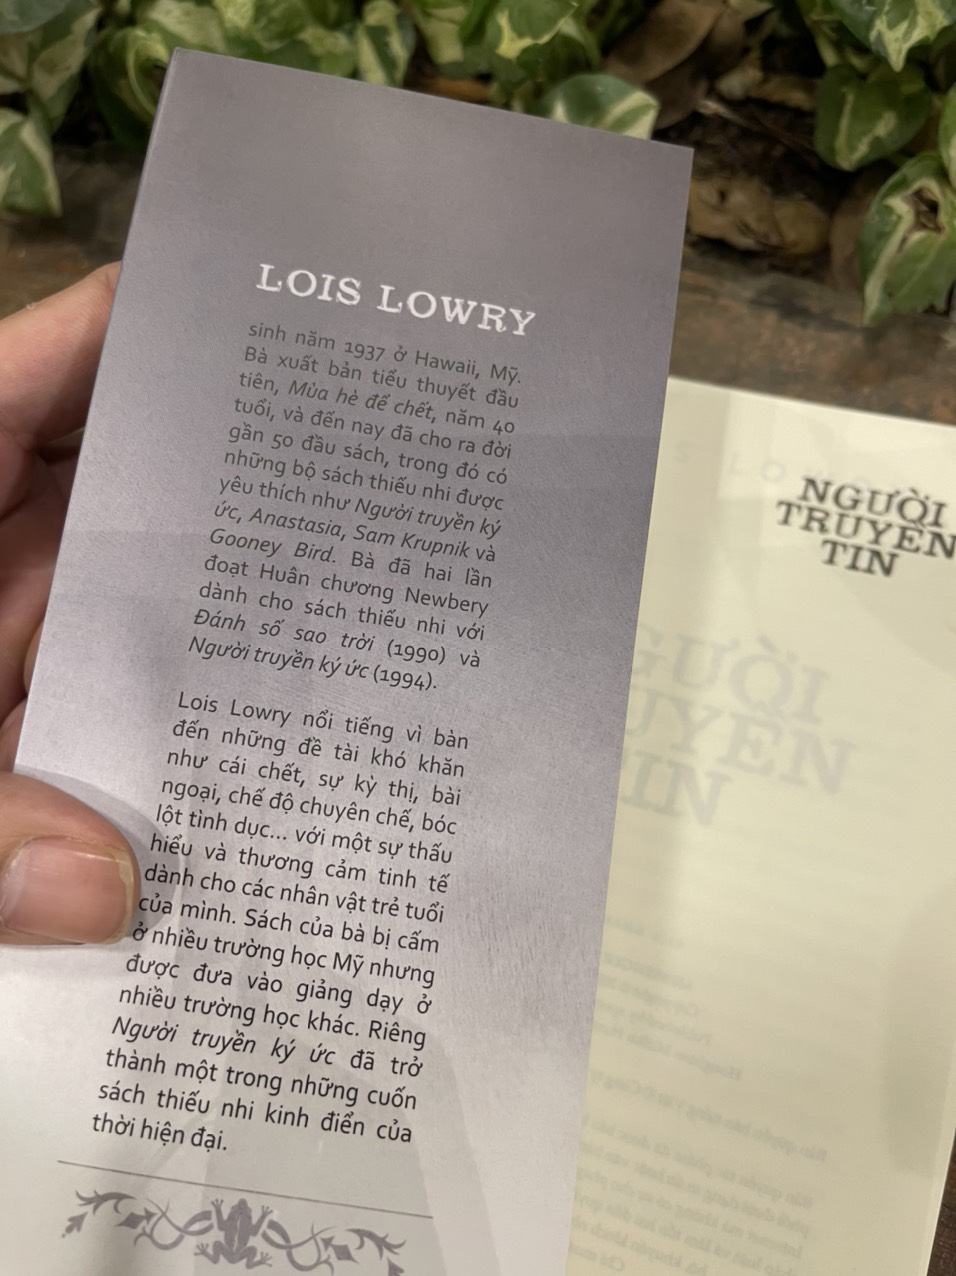 LOIS LOWRY
sinh năm 1937 ở Hawaii, Mỹ.
Bà xuất bản tiểu thuyết đầu
tiên, Mùa hè để chết, năm 40
tuổi, và đến nay đã cho ra đời
gần 50 đầu sách, trong đó có
những bộ sách thiếu nhi được
yêu thích như Người truyền ký
ức, Anastasia, Sam Krupnik và
Gooney Bird. Bà đã hai lần
đoạt Huân chương Newbery
dành cho sách thiếu nhi với
Đánh số sao trời (1990) và
Người truyền ký ức (1994).
Lois Lowry nổi tiếng vì bàn
đến những đề tài khó khăn
như cái chết, sự kỳ thị, bài
ngoại, chế độ chuyên chế, bóc
lột tình dục... với một sự thấu
hiểu và thương cảm tinh tế
dành cho các nhân vật trẻ tuổi
của mình. Sách của bà bị cấm
ở nhiều trường học Mỹ nhưng
được đưa vào giảng dạy ở
nhiều trường học khác. Riêng
Người truyền ký ức đã trở
thành một trong những cuốn
sách thiếu nhi kinh điển của
thời hiện đại.
NGƯỜI
TRUYỀN
TIN